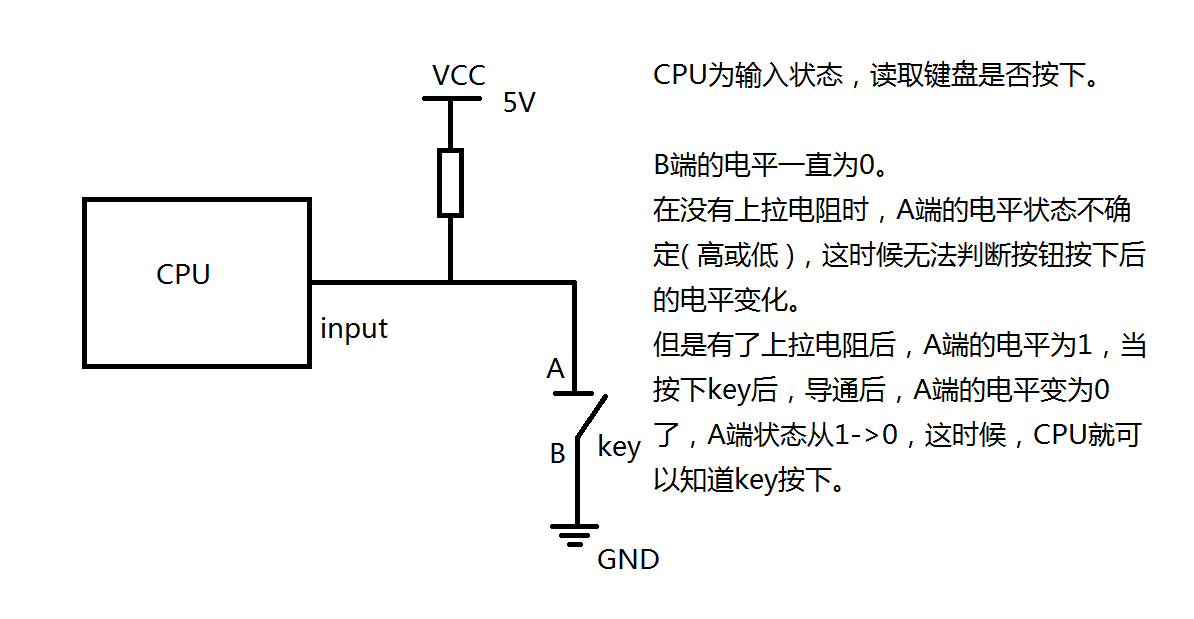 VCC
5V
CPU
input
A
B
key
GND
CPU为输入状态，读取键盘是否按下。
B端的电平一直为0。
在没有上拉电阻时，A端的电平状态不确
定( 高或低 )，这时候无法判断按钮按下后
的电平变化。
但是有了上拉电阻后，A端的电平为1，当
按下key后，导通后，A端的电平变为0
了，A端状态从1->0，这时候，CPU就可
以知道key按下。